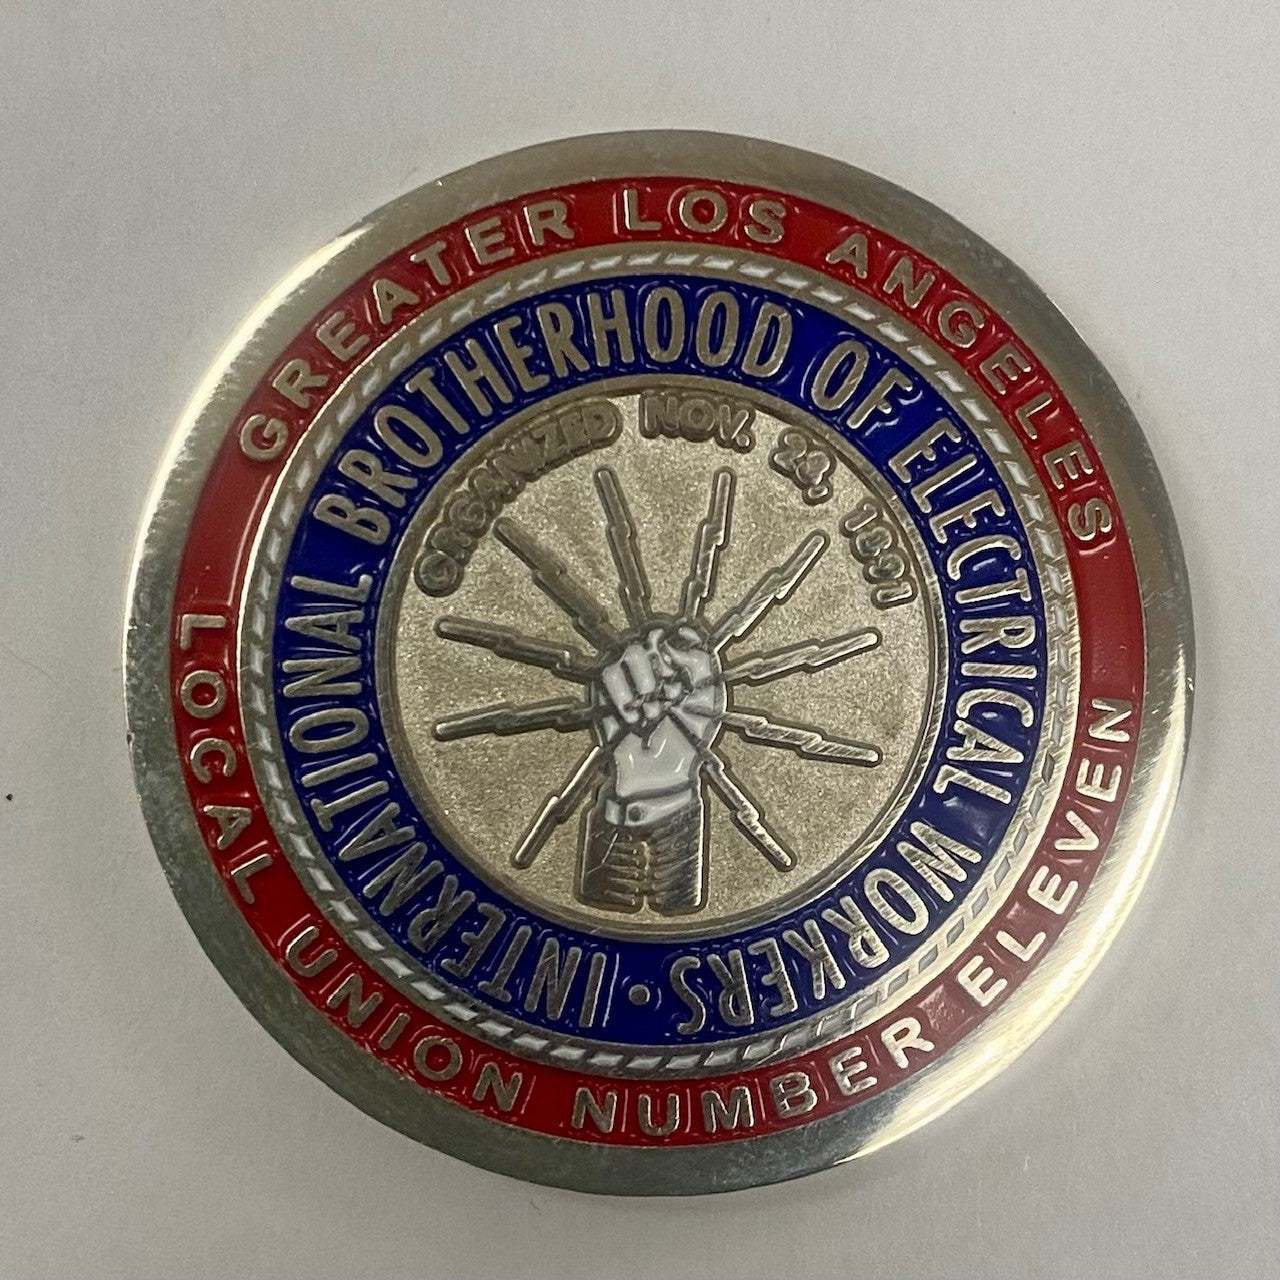 GREATER LOS ANGELES
LOCAL UNION NUMBER ELEVEN
INTERNATIONAL BROTHERHOOD OF ELECTRICAL WORKERS ·
ORGANIZED NOV. 28, 1891